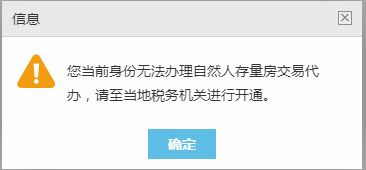 信息
您当前身份无法办理自然人存量房交易代
办，请至当地税务机关进行开通。
确定